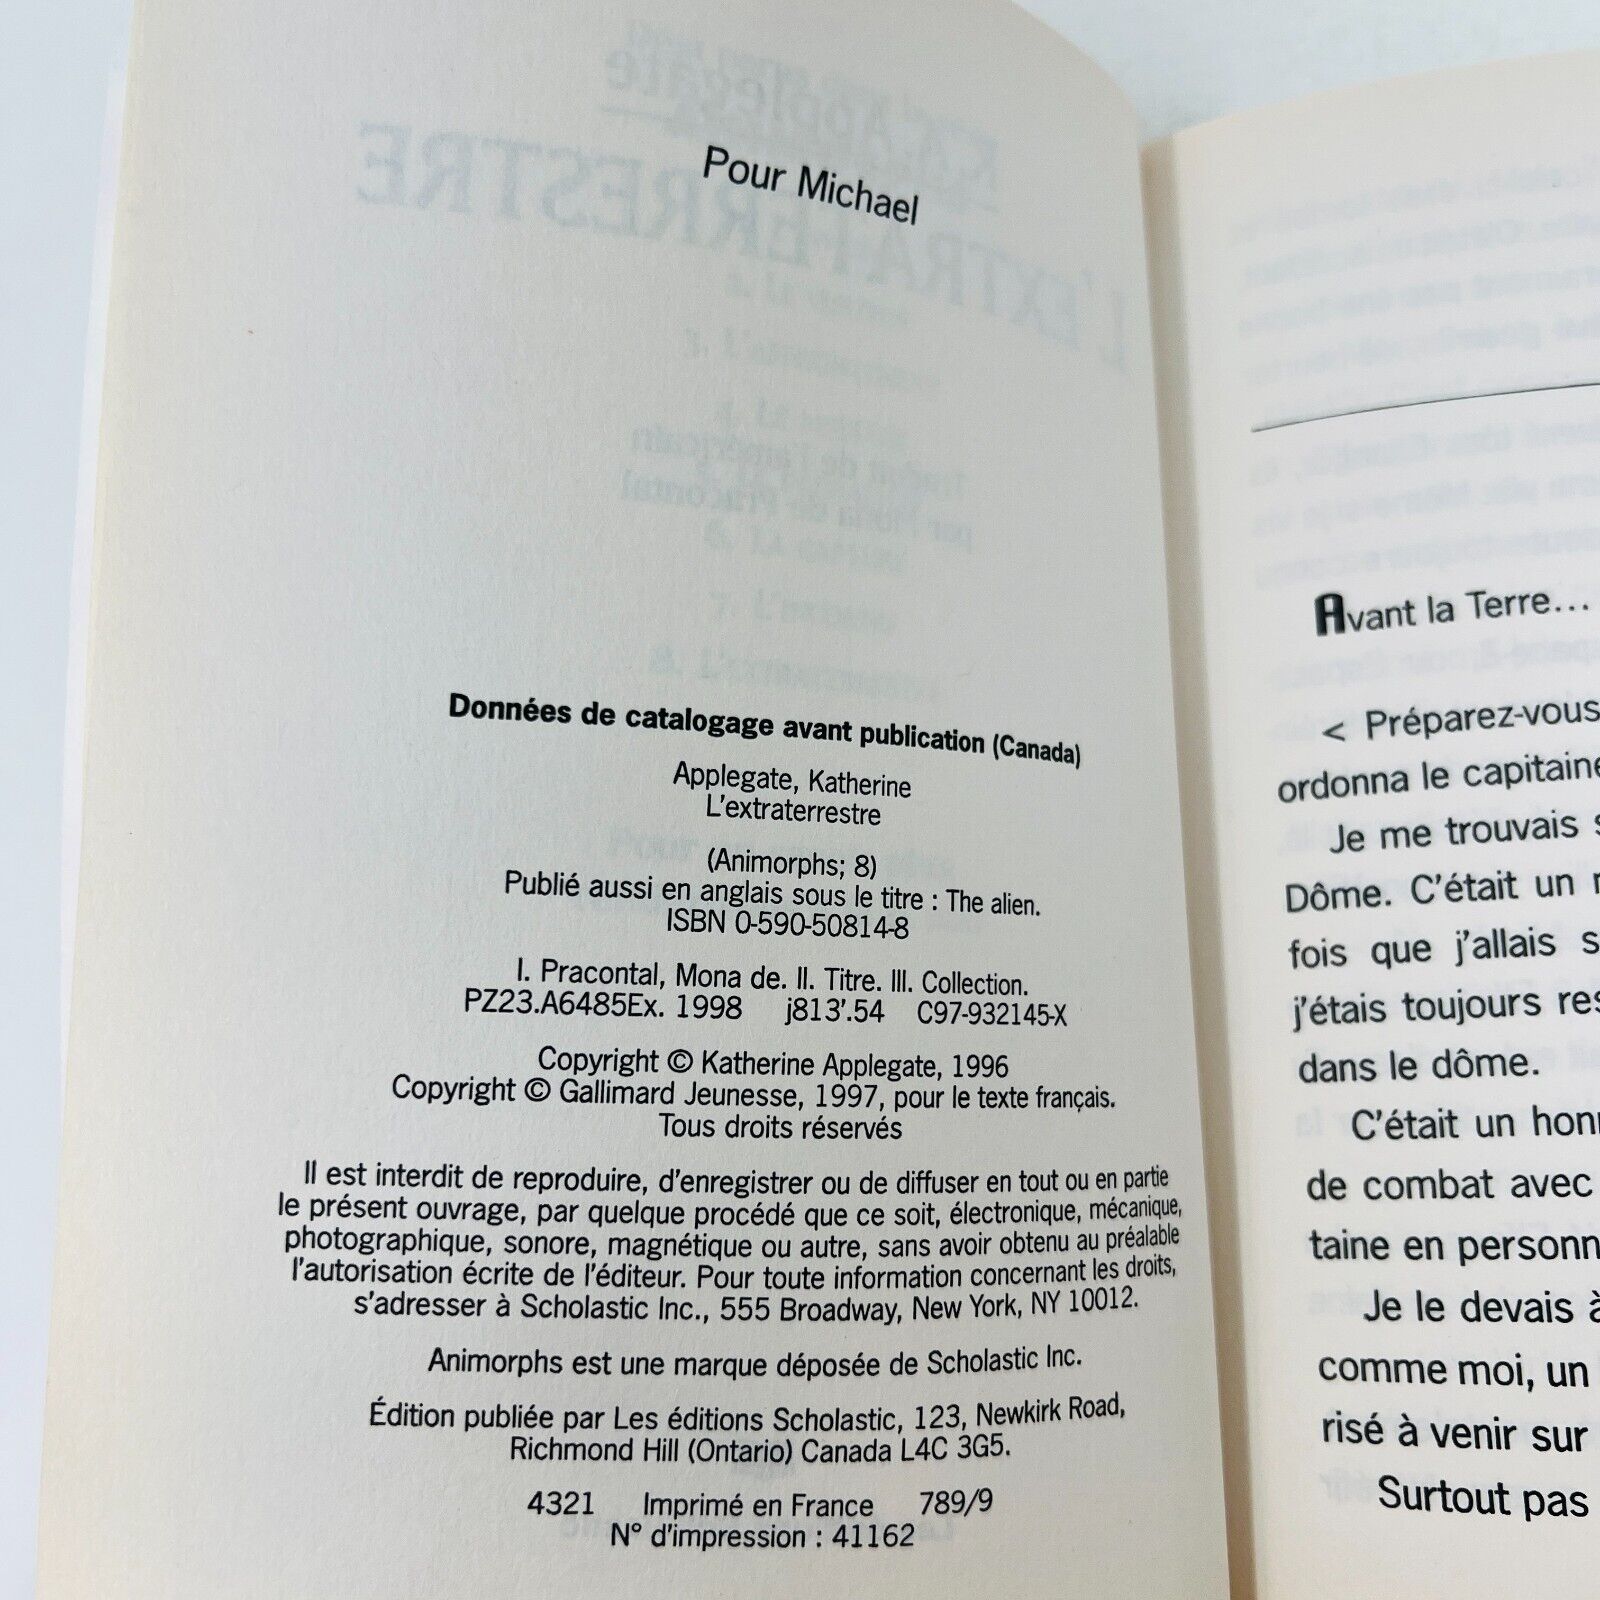 Pour Michael
Données de catalogage avant publication (Canada)
Applegate, Katherine
L'extraterrestre
(Animorphs; 8)
Publié aussi en anglais sous le titre : The alien.
ISBN 0-590-50814-8
I. Pracontal, Mona de. II. Titre. III. Collection.
PZ23.A6485Ex. 1998 j813'.54 C97-932145-X
Copyright © Katherine Applegate, 1996
Copyright © Gallimard Jeunesse, 1997, pour le texte français.
Tous droits réservés
Il est interdit de reproduire, d'enregistrer ou de diffuser en tout ou en partie
le présent ouvrage, par quelque procédé que ce soit, électronique, mécanique,
photographique, sonore, magnétique ou autre, sans avoir obtenu au préalable
l'autorisation écrite de l'éditeur. Pour toute information concernant les droits,
s'adresser à Scholastic Inc., 555 Broadway, New York, NY 10012.
Animorphs est une marque déposée de Scholastic Inc.
Édition publiée par Les éditions Scholastic, 123, Newkirk Road,
Richmond Hill (Ontario) Canada L4C 3G5.
4321 Imprimé en France 789/9
N° d'impression : 41162
Avant la Terre...
< Préparez-vous
ordonna le capitaine
Je me trouvais
Dôme. C'était un
fois que j'allais
j'étais toujours
dans le dôme.
C'était un
de combat avec
taine en
Je le devais à
comme moi, un
risé à venir sur
Surtout pas